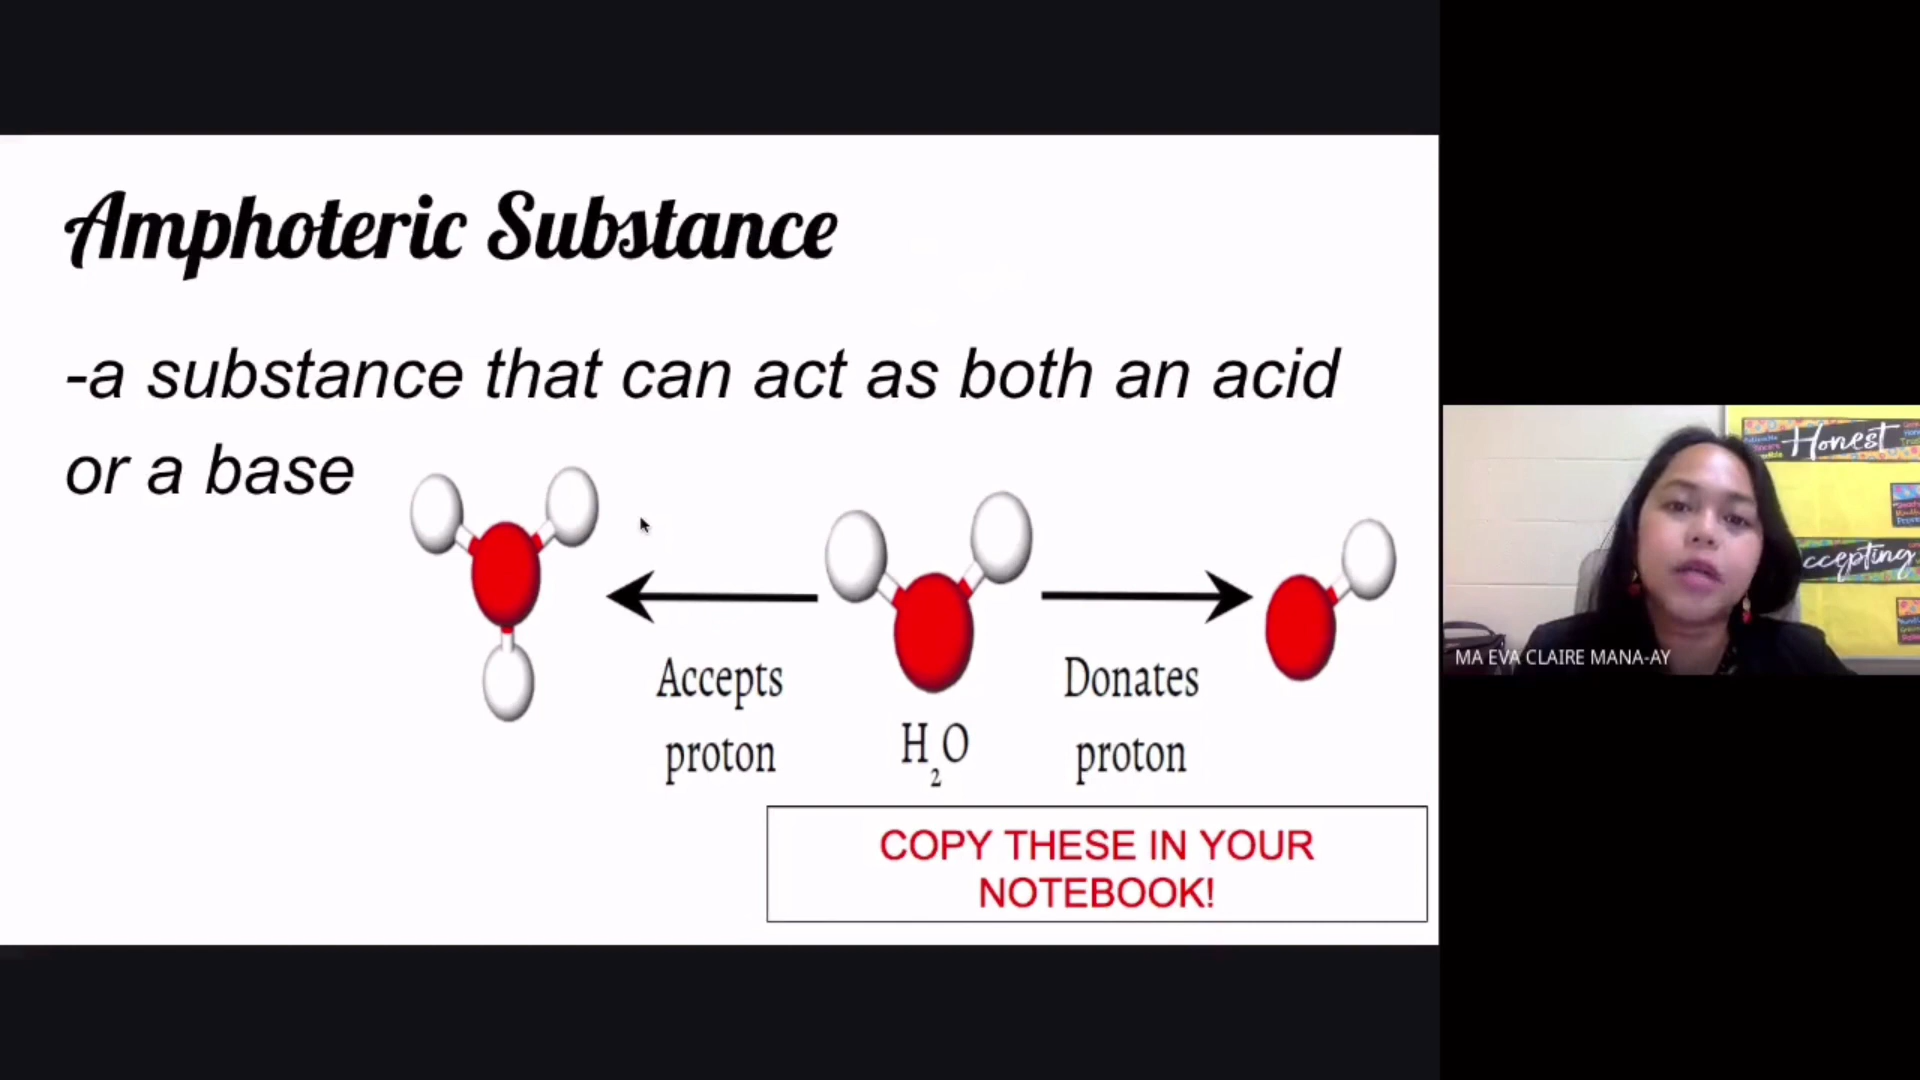 Amphoteric Substance
-a substance that can act as both an acid
or a base
Accepts
proton
H2O
Donates
proton
COPY THESE IN YOUR
NOTEBOOK!
Honest
ccepting
MA EVA CLAIRE MANA-AY